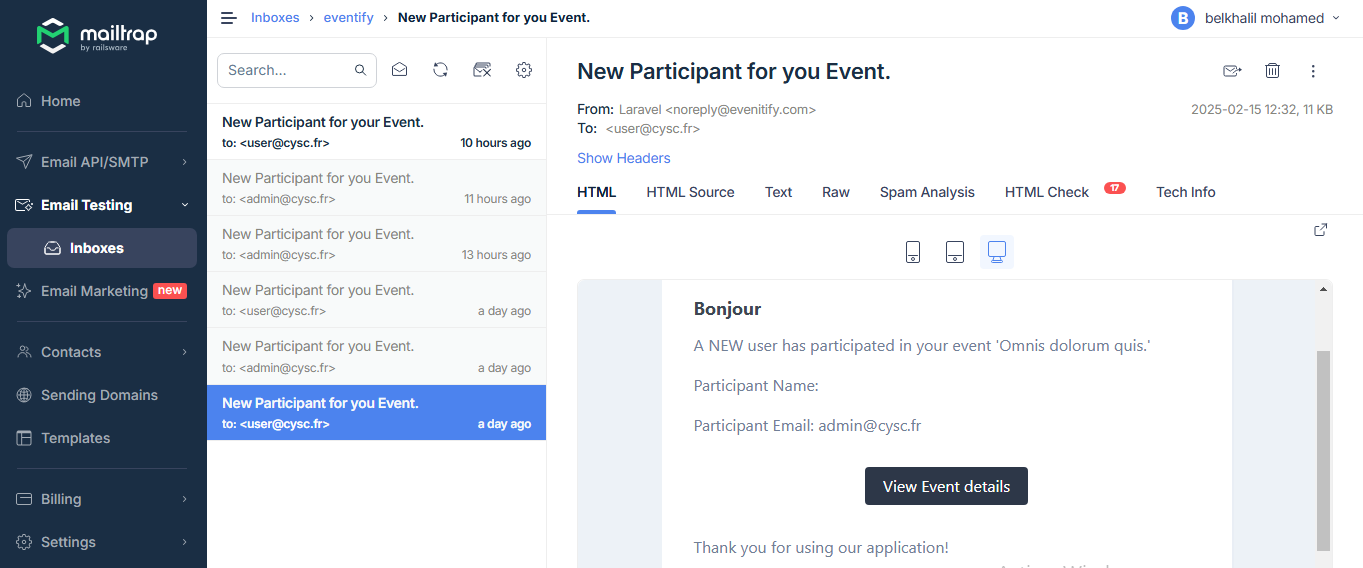 mailtrap
by railsware
Home
Email API/SMTP
Email Testing
Inboxes
Email Marketing new
Contacts
Sending Domains
Templates
Billing
Settings
Inboxes › eventify › New Participant for you Event.
B belkhalil mohamed
Search...
New Participant for your Event.
to: <user@cysc.fr> 10 hours ago
New Participant for you Event.
to: <admin@cysc.fr> 11 hours ago
New Participant for you Event.
to: <admin@cysc.fr> 13 hours ago
New Participant for you Event.
to: <user@cysc.fr> a day ago
New Participant for you Event.
to: <admin@cysc.fr> a day ago
New Participant for you Event.
to: <user@cysc.fr> a day ago
New Participant for you Event.
From: Laravel <noreply@evenitify.com> 2025-02-15 12:32, 11 KB
To: <user@cysc.fr>
Show Headers
HTML HTML Source Text Raw Spam Analysis HTML Check 17 Tech Info
Bonjour
A NEW user has participated in your event 'Omnis dolorum quis.'
Participant Name:
Participant Email: admin@cysc.fr
View Event details
Thank you for using our application!